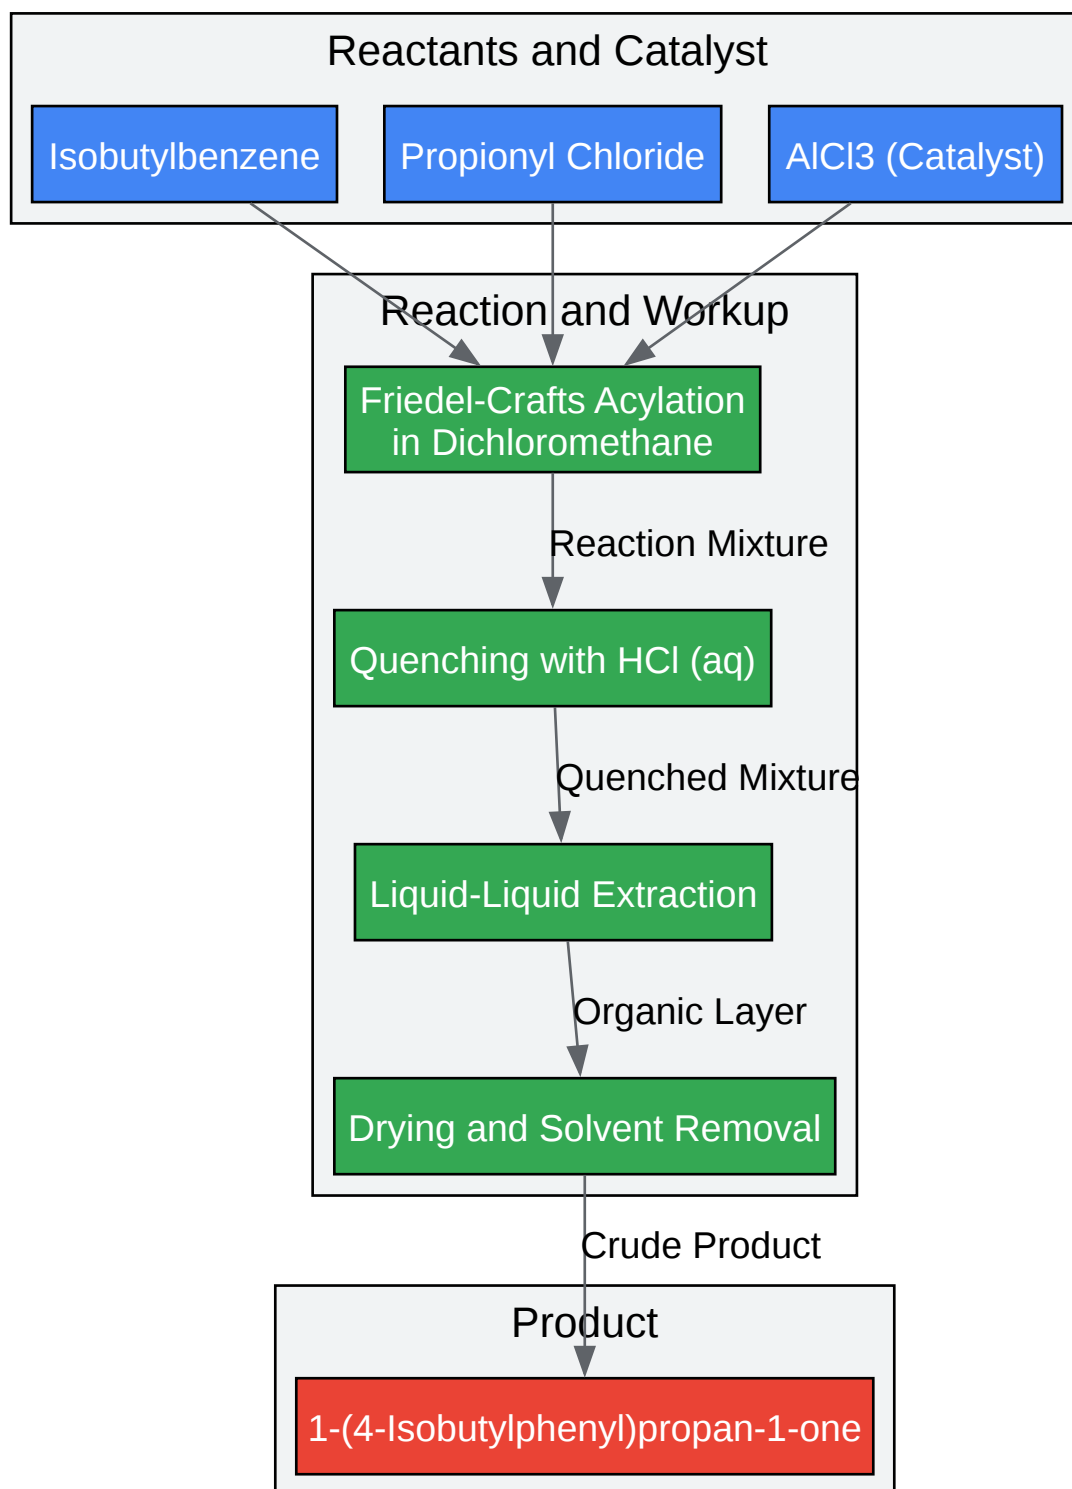 Reactants and Catalyst
Isobutylbenzene
Propionyl Chloride
AlCl3 (Catalyst)
Reaction and Workup
Friedel-Crafts Acylation
in Dichloromethane
Reaction Mixture
Quenching with HCl (aq)
Quenched Mixture
Liquid-Liquid Extraction
Organic Layer
Drying and Solvent Removal
Crude Product
Product
1-(4-Isobutylphenyl)propan-1-one